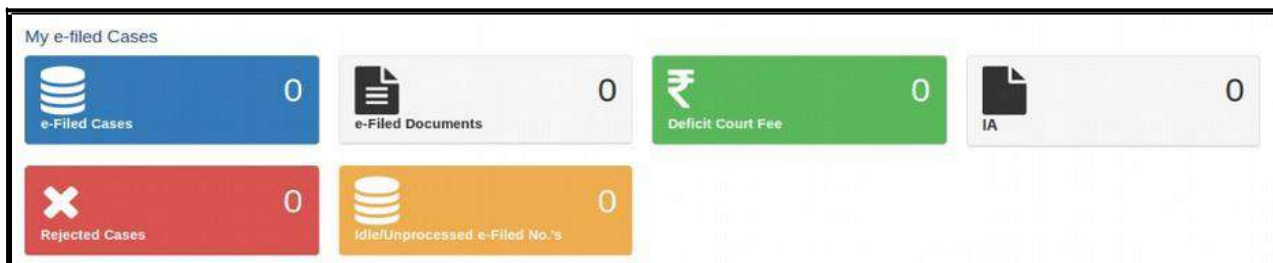 My e-filed Cases
0
e-Filed Cases
0
e-Filed Documents
₹ 0
Deficit Court Fee
0
IA
0
Rejected Cases
0
Idle/Unprocessed e-Filed No.'s